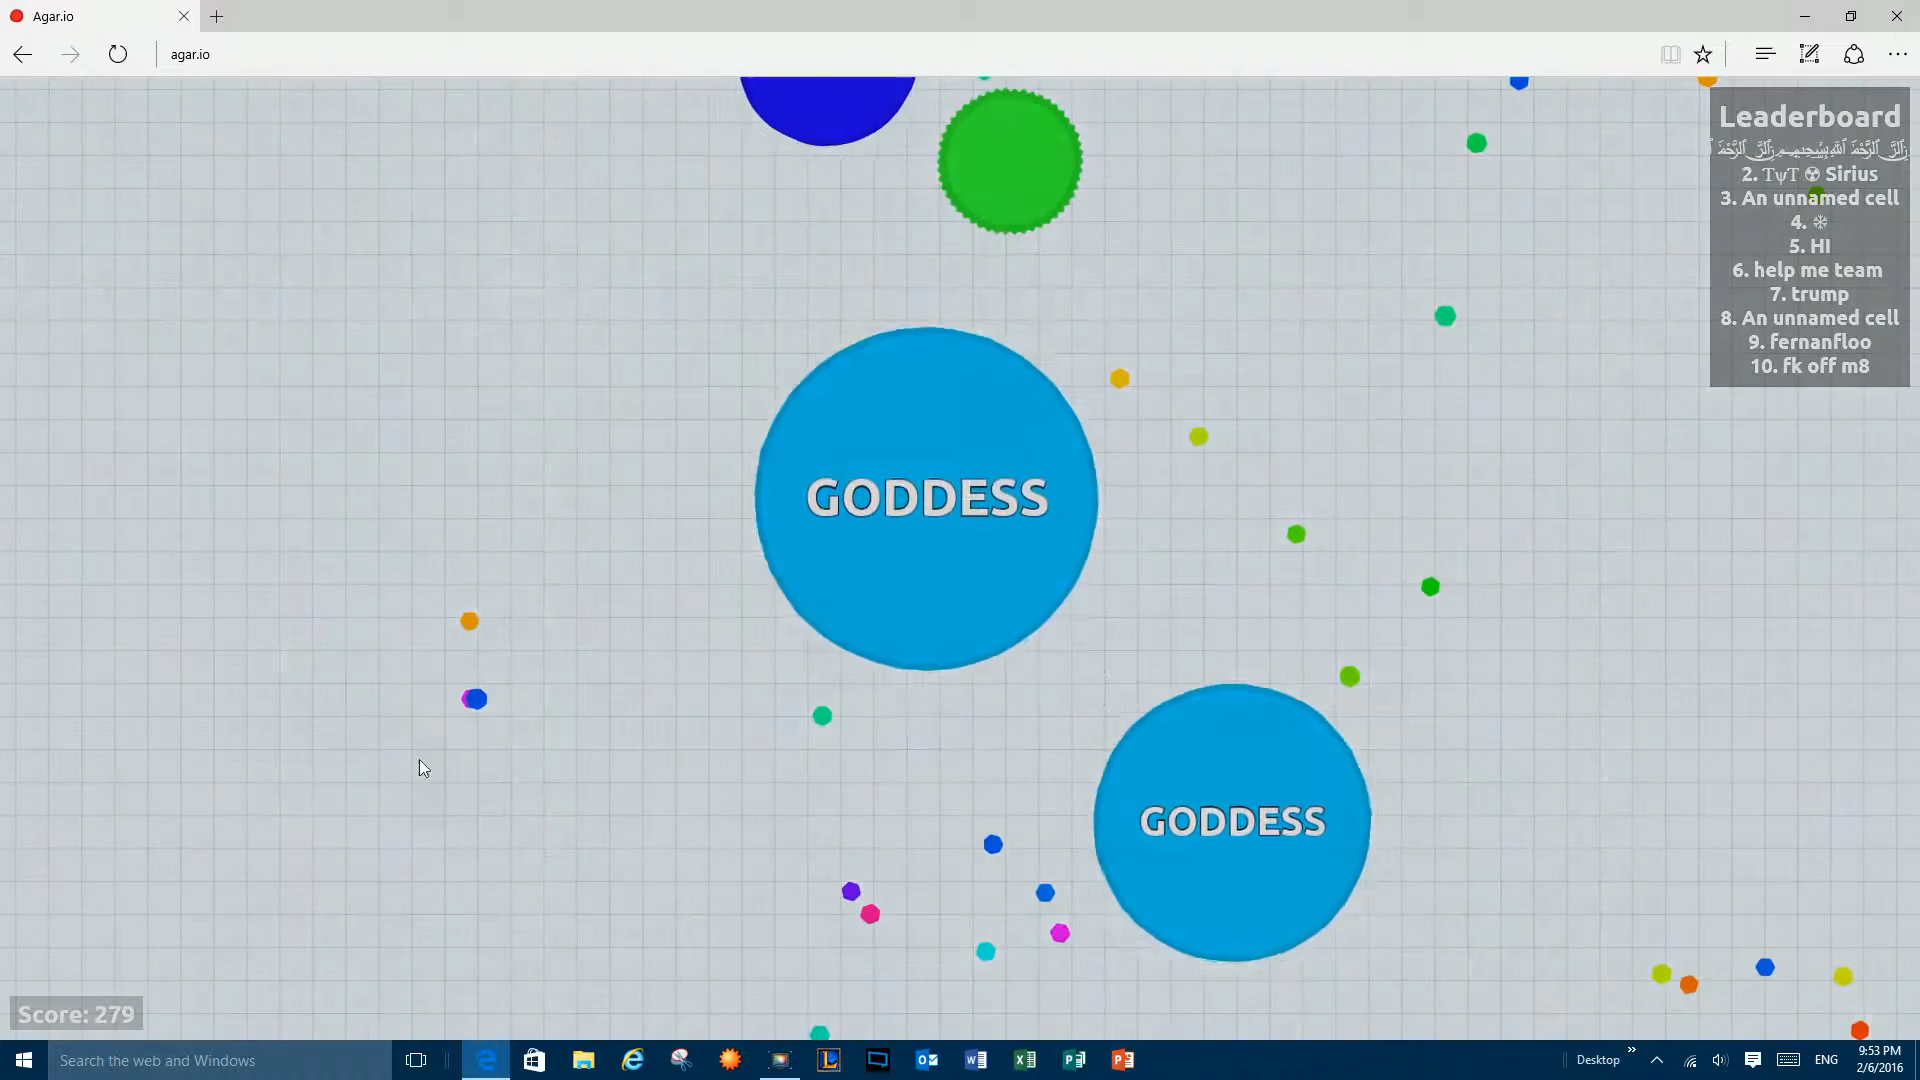 Agar.io
agar.io
Leaderboard
2. TψT ☢ Sirius
3. An unnamed cell
4. ❄
5. HI
6. help me team
7. trump
8. An unnamed cell
9. fernanfloo
10. fk off m8
GODDESS
GODDESS
Score: 279
Search the web and Windows
Desktop
ENG
9:53 PM
2/6/2016